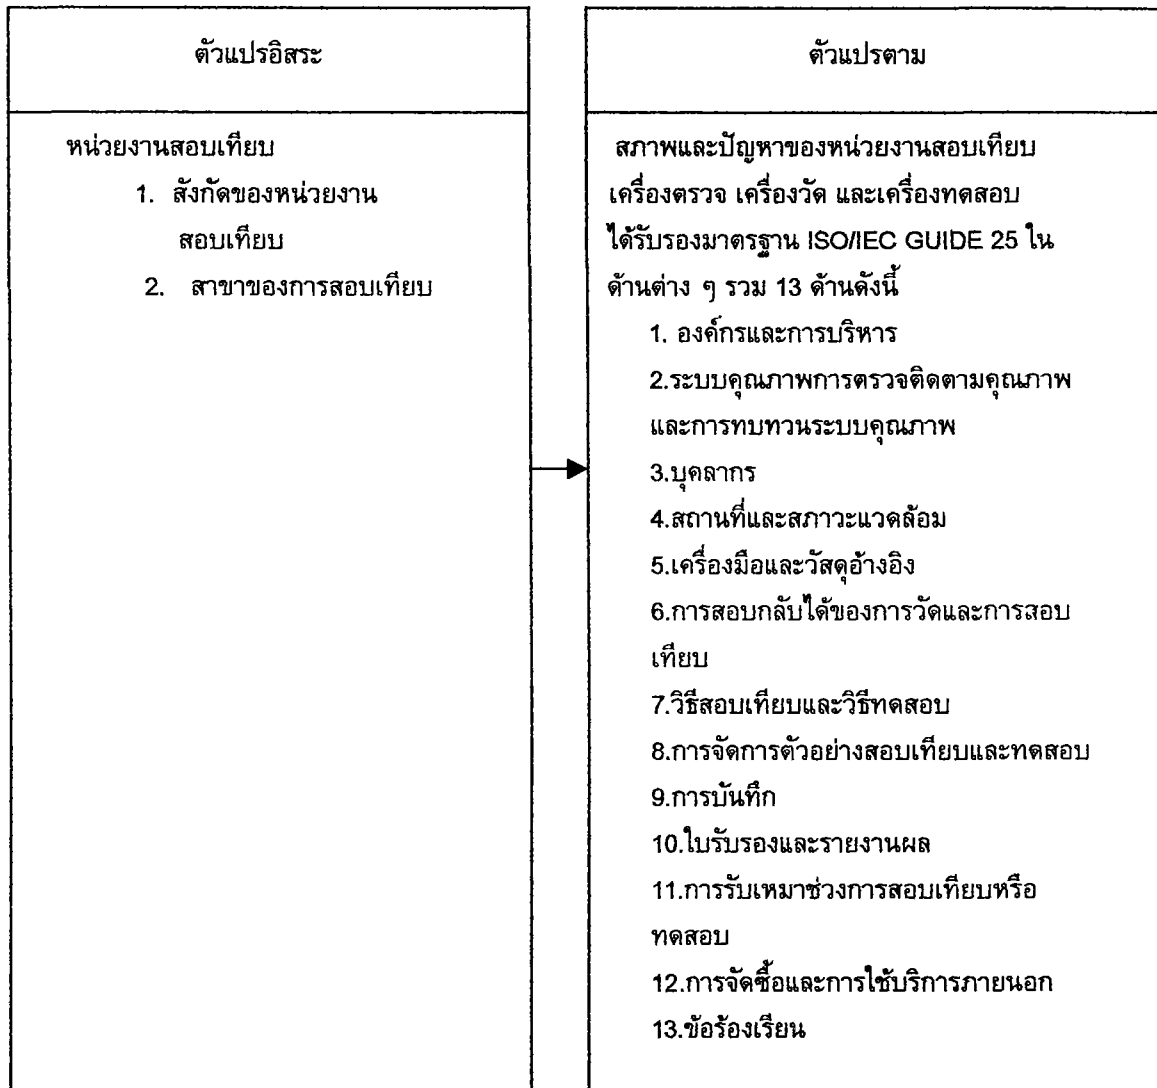 ตัวแปรอิสระ
หน่วยงานสอบเทียบ
1. สังกัดของหน่วยงาน
สอบเทียบ
2. สาขาของการสอบเทียบ
ตัวแปรตาม
สภาพและปัญหาของหน่วยงานสอบเทียบ
เครื่องตรวจ เครื่องวัด และเครื่องทดสอบ
ได้รับรองมาตรฐาน ISO/IEC GUIDE 25 ใน
ด้านต่าง ๆ รวม 13 ด้านดังนี้
1. องค์กรและการบริหาร
2.ระบบคุณภาพการตรวจติดตามคุณภาพ
และการทบทวนระบบคุณภาพ
3.บุคลากร
4.สถานที่และสภาวะแวดล้อม
5.เครื่องมือและวัสดุอ้างอิง
6.การสอบกลับได้ของการวัดและการสอบ
เทียบ
7.วิธีสอบเทียบและวิธีทดสอบ
8.การจัดการตัวอย่างสอบเทียบและทดสอบ
9.การบันทึก
10.ใบรับรองและรายงานผล
11.การรับเหมาช่วงการสอบเทียบหรือ
ทดสอบ
12.การจัดซื้อและการใช้บริการภายนอก
13.ข้อร้องเรียน